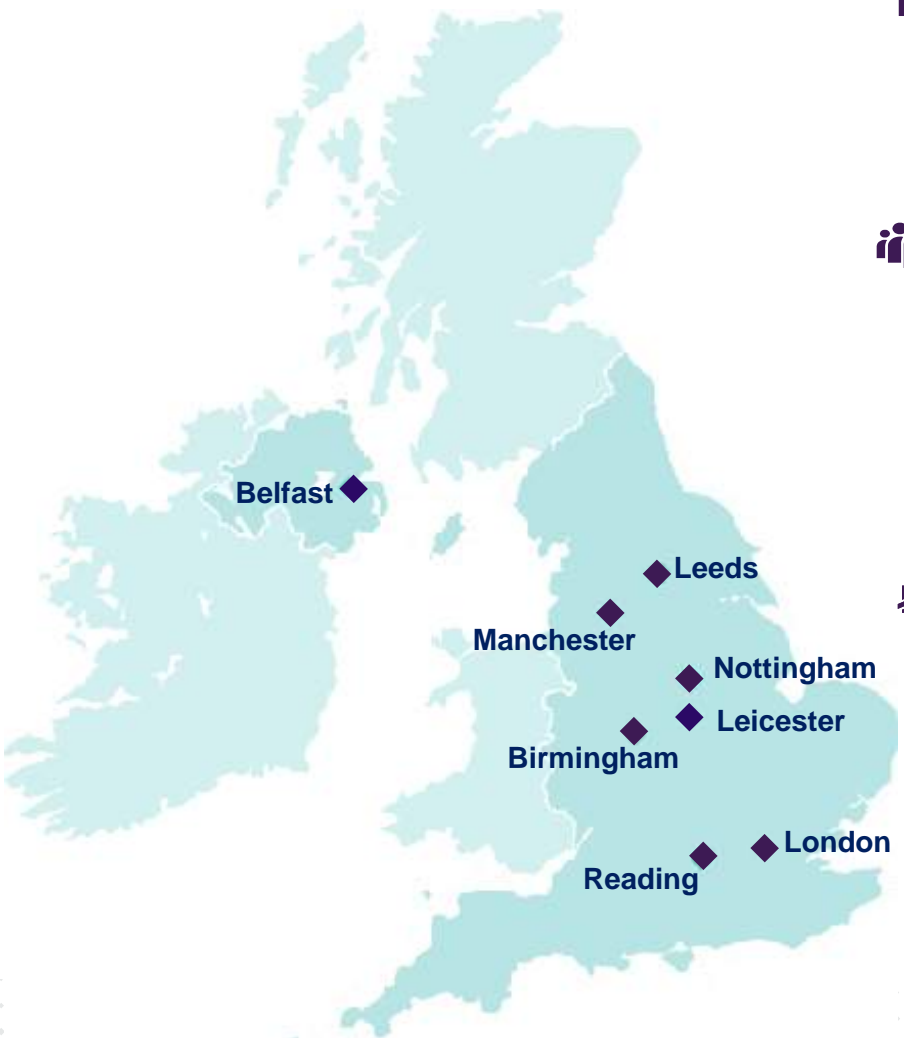 Belfast
Leeds
Manchester
Nottingham
Leicester
Birmingham
London
Reading